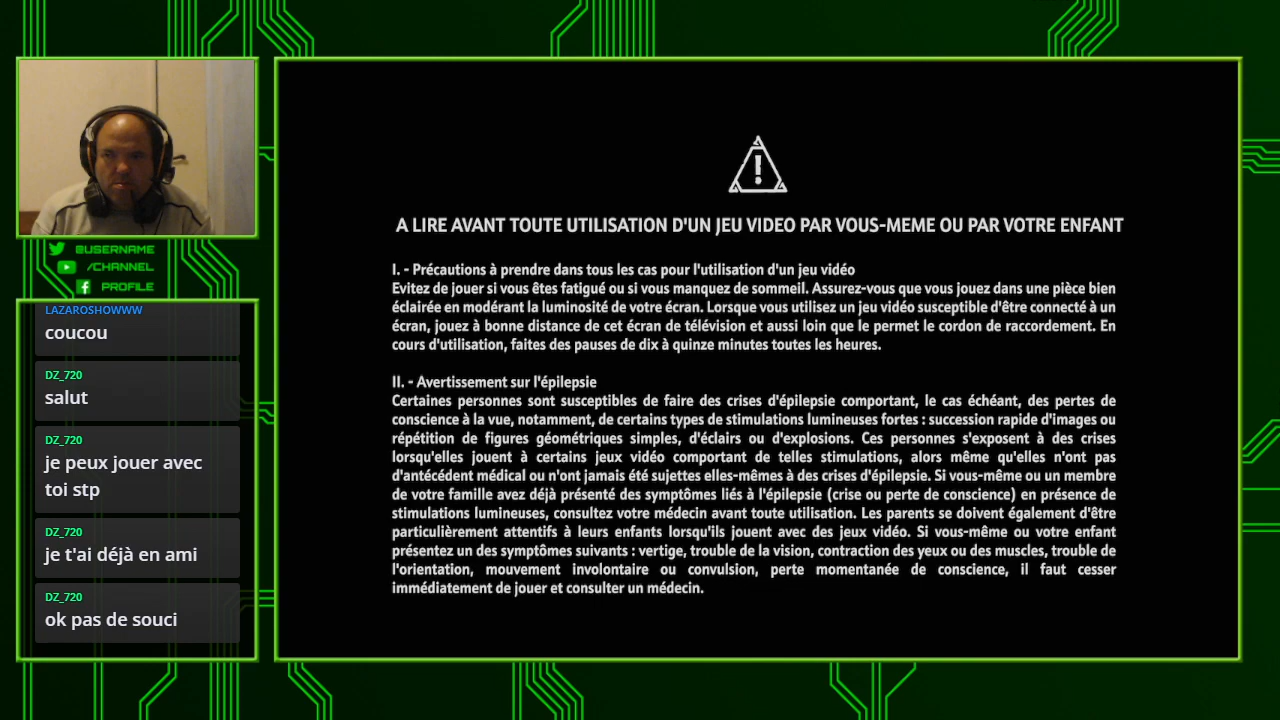 @USERNAME
/CHANNEL
PROFILE
LAZAROSHOWWW
coucou
DZ_720
salut
DZ_720
je peux jouer avec
toi stp
DZ_720
je t'ai déjà en ami
DZ_720
ok pas de souci
A LIRE AVANT TOUTE UTILISATION D'UN JEU VIDEO PAR VOUS-MEME OU PAR VOTRE ENFANT
I. - Précautions à prendre dans tous les cas pour l'utilisation d'un jeu vidéo
Evitez de jouer si vous êtes fatigué ou si vous manquez de sommeil. Assurez-vous que vous jouez dans une pièce bien
éclairée en modérant la luminosité de votre écran. Lorsque vous utilisez un jeu vidéo susceptible d'être connecté à un
écran, jouez à bonne distance de cet écran de télévision et aussi loin que le permet le cordon de raccordement. En
cours d'utilisation, faites des pauses de dix à quinze minutes toutes les heures.
II. - Avertissement sur l'épilepsie
Certaines personnes sont susceptibles de faire des crises d'épilepsie comportant, le cas échéant, des pertes de
conscience à la vue, notamment, de certains types de stimulations lumineuses fortes : succession rapide d'images ou
répétition de figures géométriques simples, d'éclairs ou d'explosions. Ces personnes s'exposent à des crises
lorsqu'elles jouent à certains jeux vidéo comportant de telles stimulations, alors même qu'elles n'ont pas
d'antécédent médical ou n'ont jamais été sujettes elles-mêmes à des crises d'épilepsie. Si vous-même ou un membre
de votre famille avez déjà présenté des symptômes liés à l'épilepsie (crise ou perte de conscience) en présence de
stimulations lumineuses, consultez votre médecin avant toute utilisation. Les parents se doivent également d'être
particulièrement attentifs à leurs enfants lorsqu'ils jouent avec des jeux vidéo. Si vous-même ou votre enfant
présentez un des symptômes suivants : vertige, trouble de la vision, contraction des yeux ou des muscles, trouble de
l'orientation, mouvement involontaire ou convulsion, perte momentanée de conscience, il faut cesser
immédiatement de jouer et consulter un médecin.